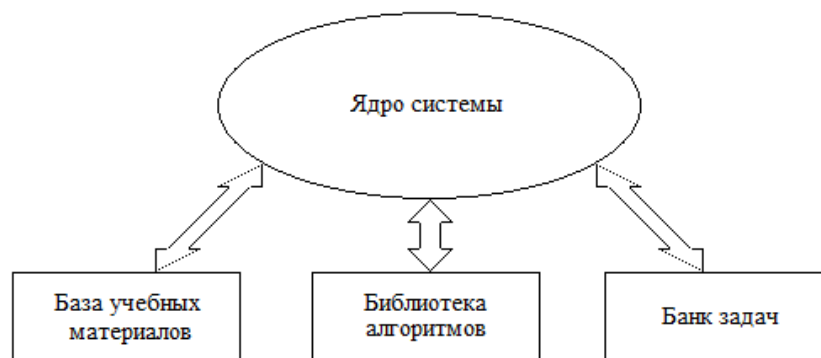 Ядро системы
База учебных
материалов
Библиотека
алгоритмов
Банк задач